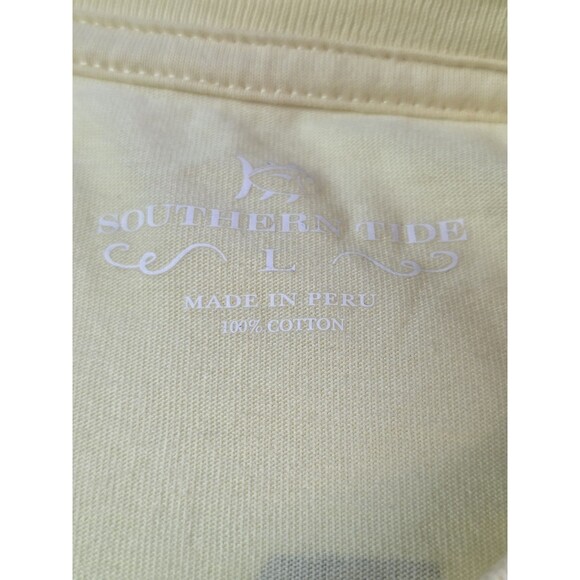 SOUTHERN TIDE
L
MADE IN PERU
100% COTTON